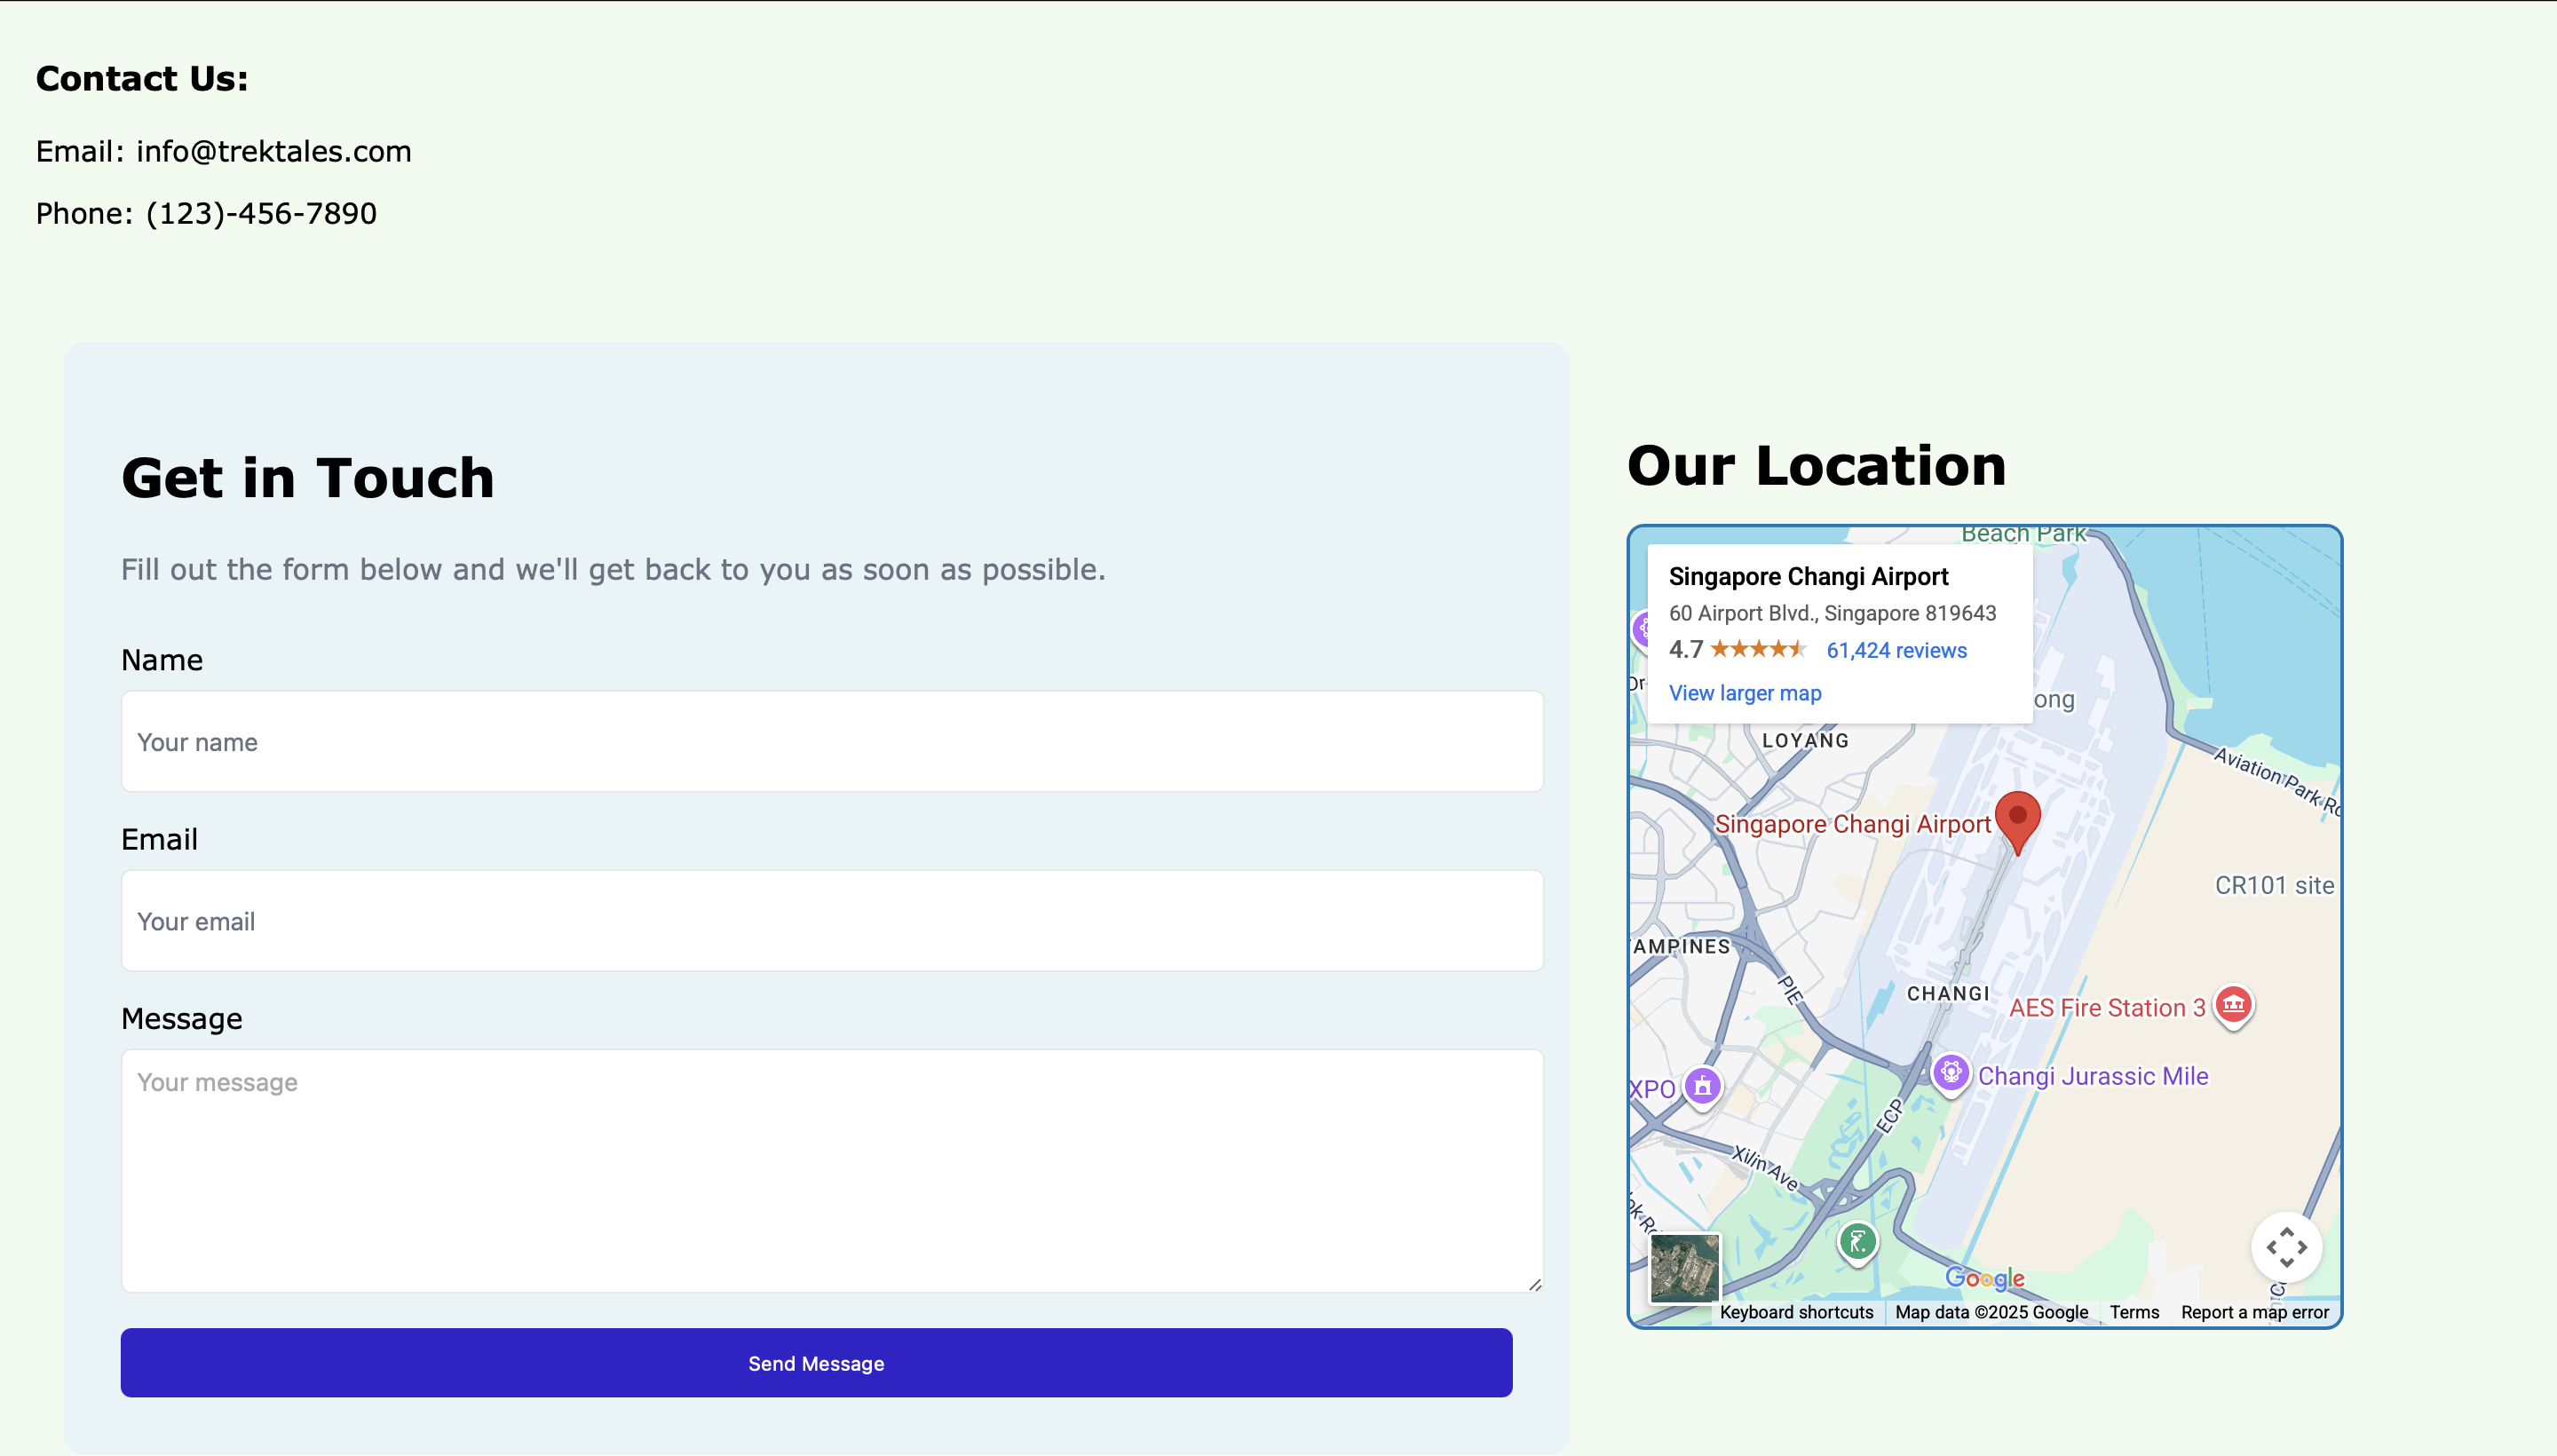 Contact Us:
Email: info@trektales.com
Phone: (123)-456-7890
Get in Touch
Fill out the form below and we'll get back to you as soon as possible.
Name
Your name
Email
Your email
Message
Your message
Send Message
Our Location
Beach Park
Singapore Changi Airport
60 Airport Blvd., Singapore 819643
4.7
61,424 reviews
View larger map
ong
LOYANG
Aviation Park Ro
Singapore Changi Airport
CR101 site
TAMPINES
PIE
CHANGI
AES Fire Station 3
XPO
Changi Jurassic Mile
ECP
Xilin Ave
Google
Keyboard shortcuts
Map data ©2025 Google
Terms
Report a map error